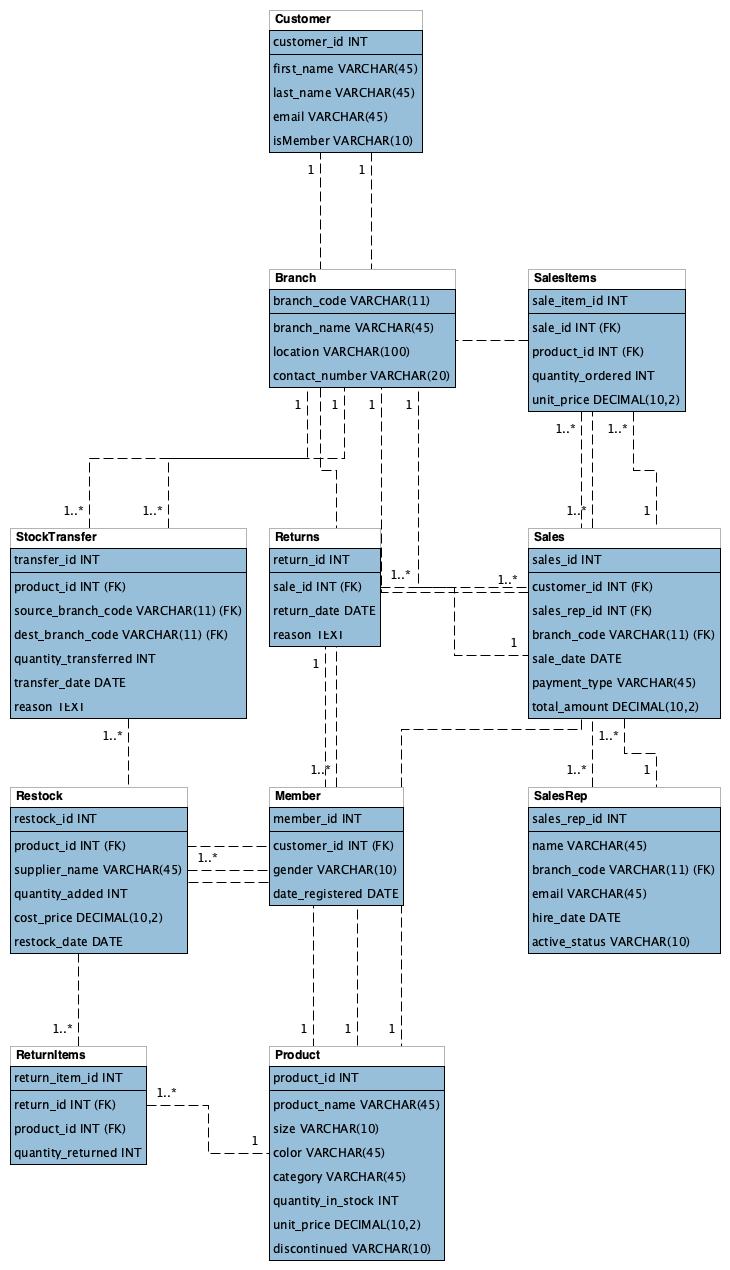 Customer
customer_id INT
first_name VARCHAR(45)
last_name VARCHAR(45)
email VARCHAR(45)
isMember VARCHAR(10)
1
1
Branch
branch_code VARCHAR(11)
branch_name VARCHAR(45)
location VARCHAR(100)
contact_number VARCHAR(20)
SalesItems
sale_item_id INT
sale_id INT (FK)
product_id INT (FK)
quantity_ordered INT
unit_price DECIMAL(10,2)
1
1
1
1
1..*
1..*
1..*
1..*
1..*
1
StockTransfer
transfer_id INT
product_id INT (FK)
source_branch_code VARCHAR(11) (FK)
dest_branch_code VARCHAR(11) (FK)
quantity_transferred INT
transfer_date DATE
reason TEXT
Returns
return_id INT
sale_id INT (FK)
return_date DATE
reason TEXT
1..*
1..*
1
Sales
sales_id INT
customer_id INT (FK)
sales_rep_id INT (FK)
branch_code VARCHAR(11) (FK)
sale_date DATE
payment_type VARCHAR(45)
total_amount DECIMAL(10,2)
1
1..*
1..*
1..*
1..*
1
Restock
restock_id INT
product_id INT (FK)
supplier_name VARCHAR(45)
quantity_added INT
cost_price DECIMAL(10,2)
restock_date DATE
1..*
Member
member_id INT
customer_id INT (FK)
gender VARCHAR(10)
date_registered DATE
SalesRep
sales_rep_id INT
name VARCHAR(45)
branch_code VARCHAR(11) (FK)
email VARCHAR(45)
hire_date DATE
active_status VARCHAR(10)
1..*
1
1
1
ReturnItems
return_item_id INT
return_id INT (FK)
product_id INT (FK)
quantity_returned INT
1..*
1
Product
product_id INT
product_name VARCHAR(45)
size VARCHAR(10)
color VARCHAR(45)
category VARCHAR(45)
quantity_in_stock INT
unit_price DECIMAL(10,2)
discontinued VARCHAR(10)